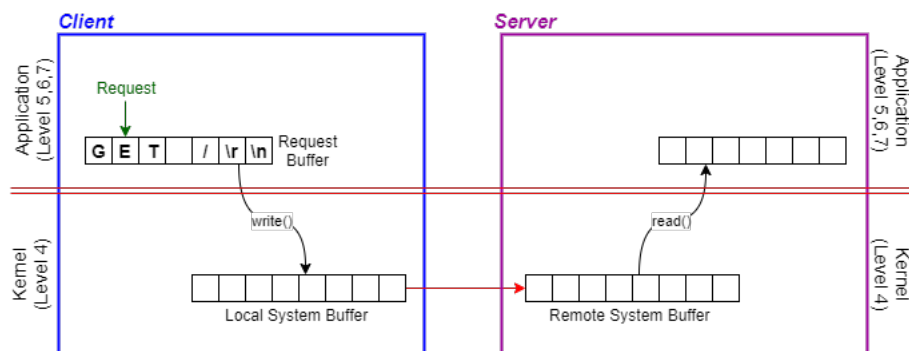 Client
Server
Application
(Level 5,6,7)
Request
G E T / \r \n
Request
Buffer
Application
(Level 5,6,7)
write()
read()
Kernel
(Level 4)
Local System Buffer
Remote System Buffer
Kernel
(Level 4)